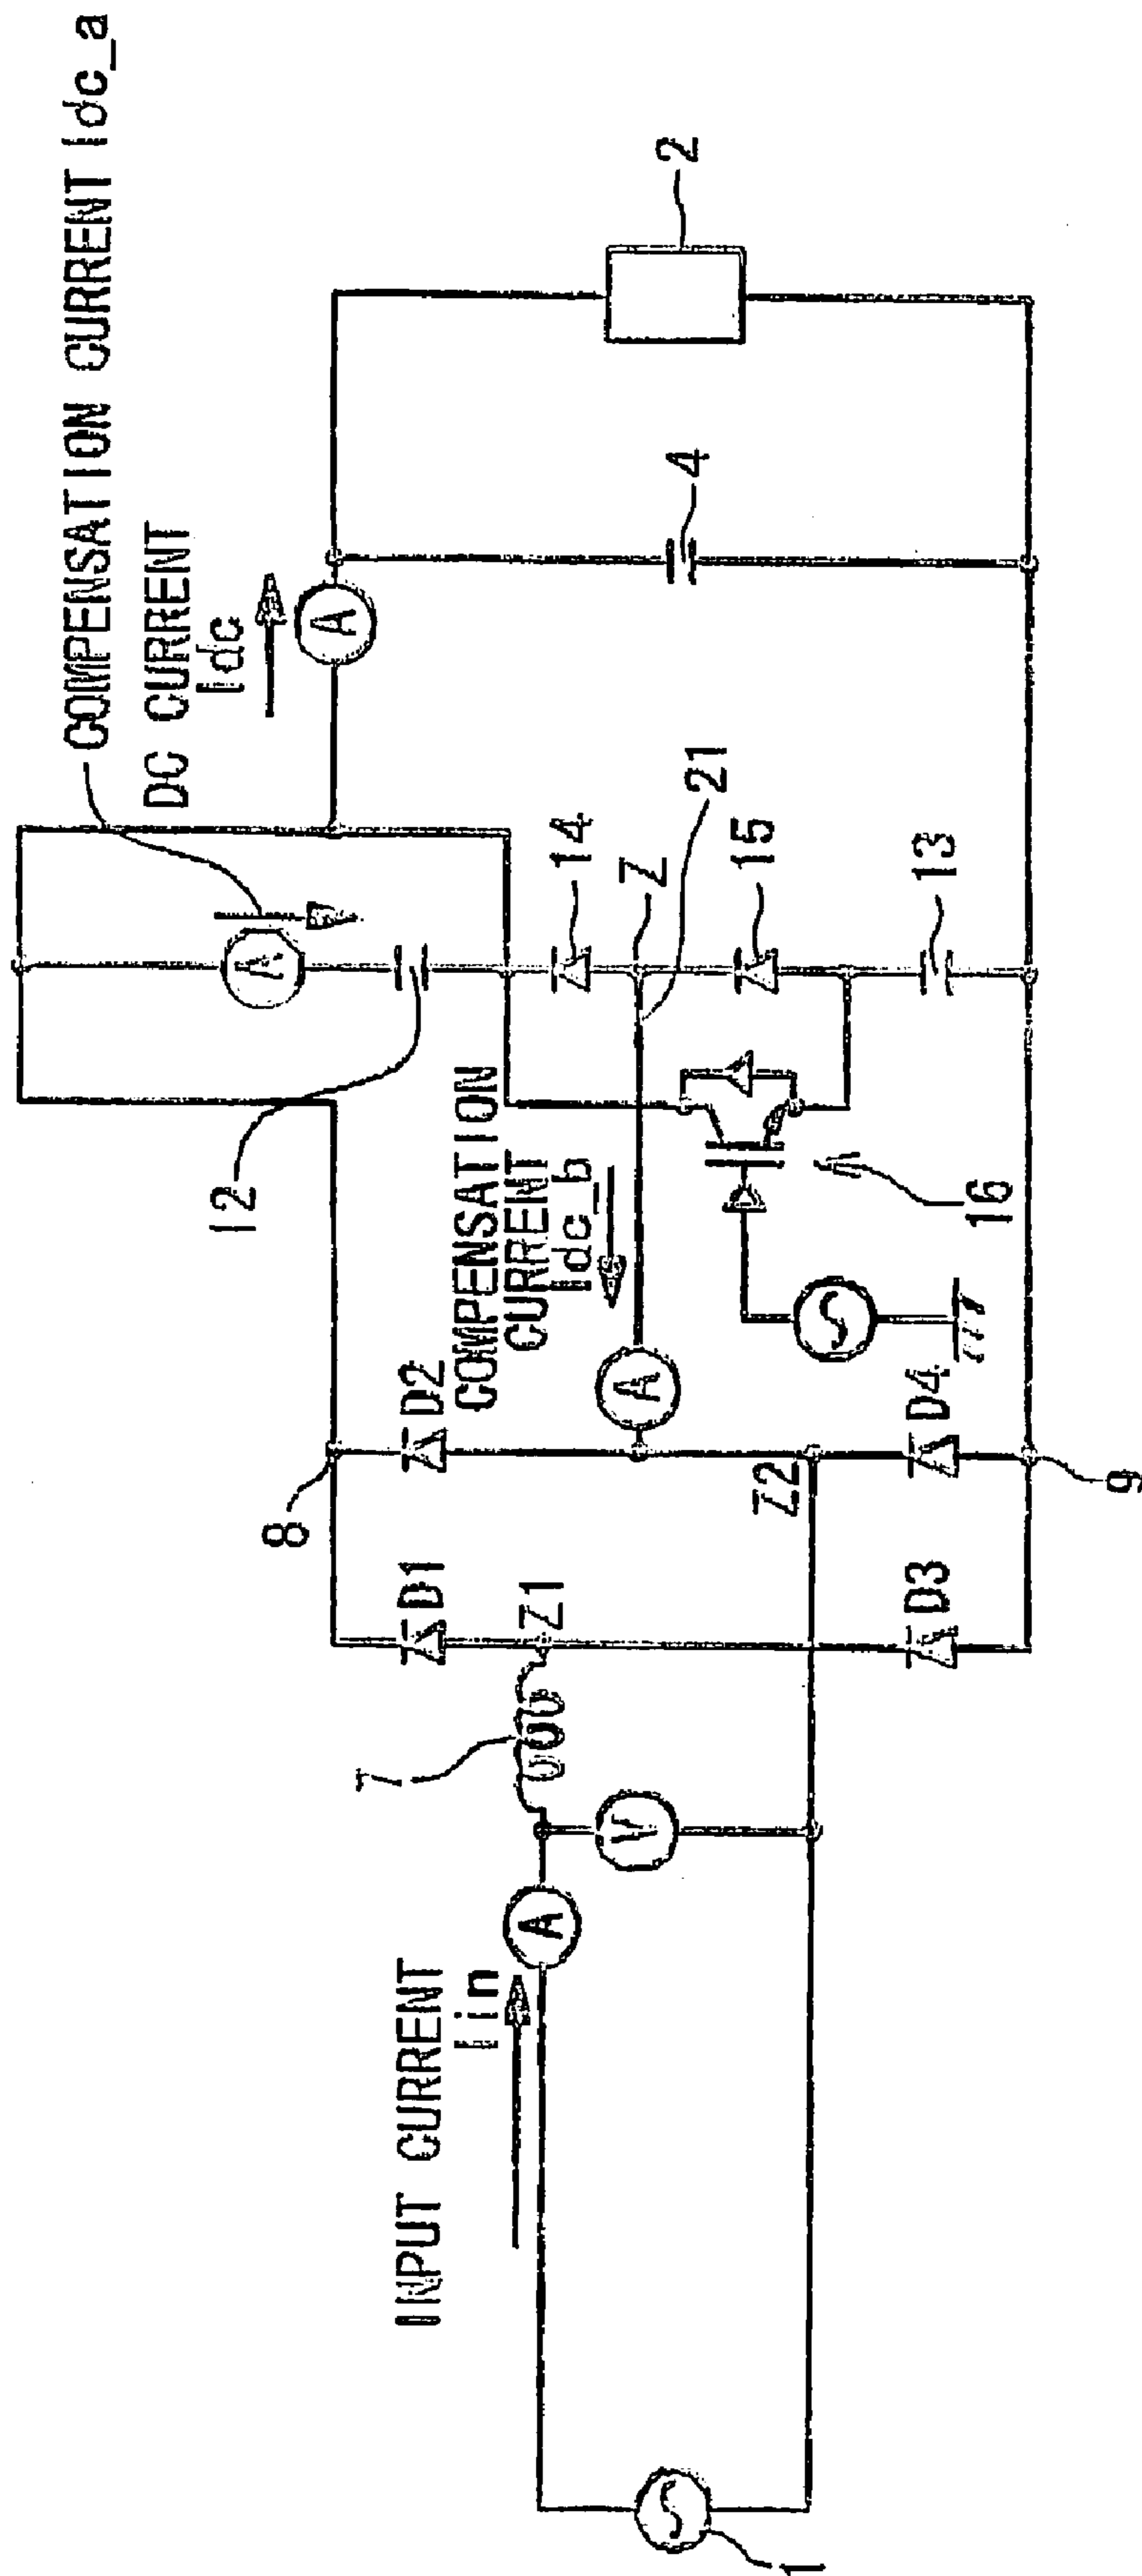 COMPENSATION CURRENT Idc_a
DC CURRENT
Idc
A
A
12
8
D1
D2
COMPENSATION
CURRENT
Idc_b
A
14
Z
21
15
13
16
4
2
INPUT CURRENT
Iin
A
V
7
Z1
Z2
D3
D4
9
1